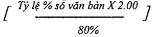 [ Tỷ lệ % số văn bản X 2.00 ]
80%